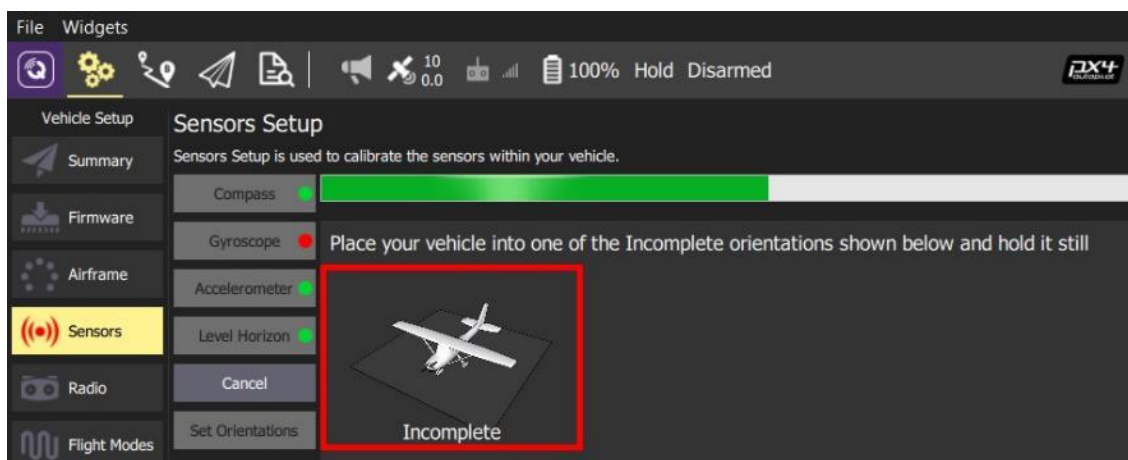 File Widgets
10
0.0
100% Hold Disarmed
px4
autopilot
Vehicle Setup
Sensors Setup
Summary
Sensors Setup is used to calibrate the sensors within your vehicle.
Compass
Firmware
Gyroscope
Place your vehicle into one of the Incomplete orientations shown below and hold it still
Airframe
Accelerometer
Sensors
Level Horizon
Radio
Cancel
Set Orientations
Incomplete
Flight Modes